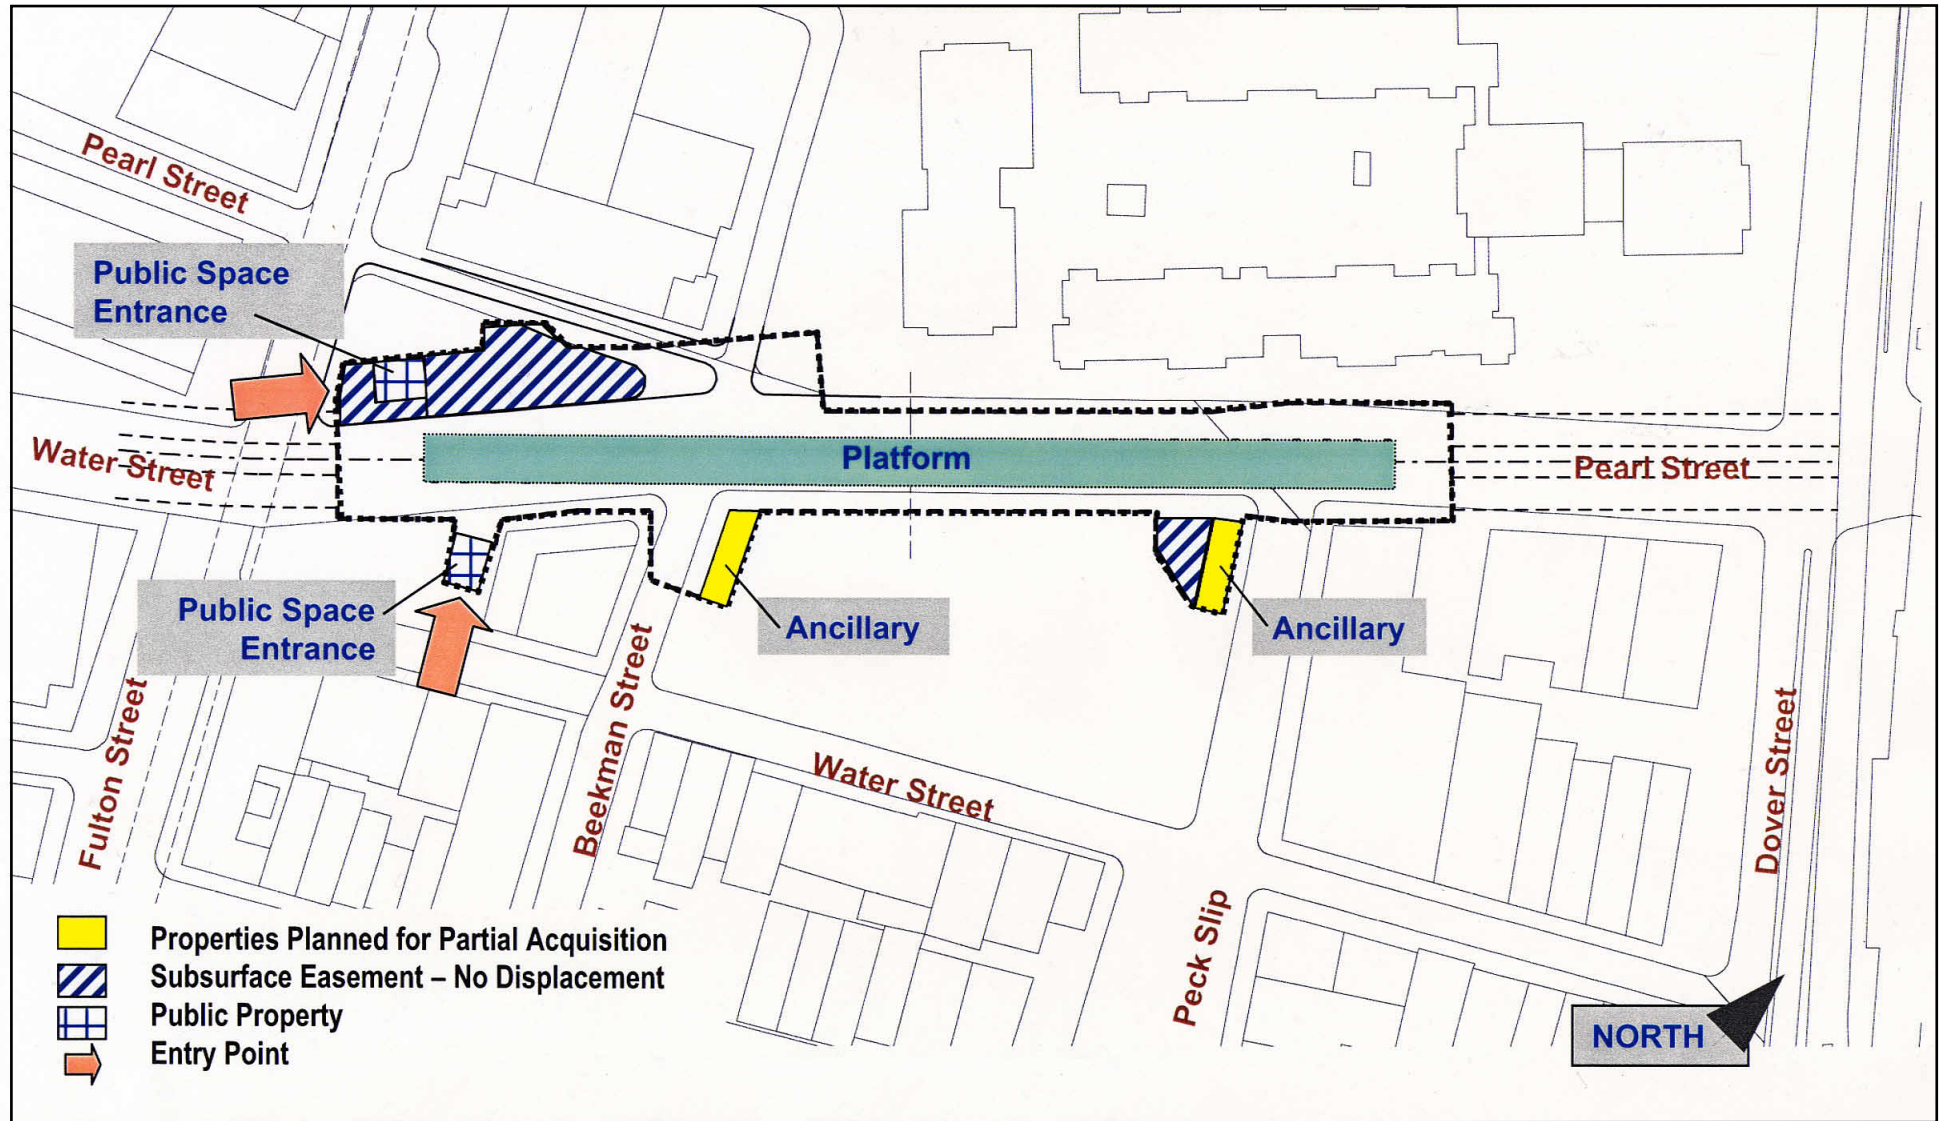 Pearl Street
Public Space
Entrance
Water Street
Platform
Pearl Street
Public Space
Entrance
Ancillary
Ancillary
Fulton Street
Beekman Street
Water Street
Peck Slip
Dover Street
Properties Planned for Partial Acquisition
Subsurface Easement – No Displacement
Public Property
Entry Point
NORTH